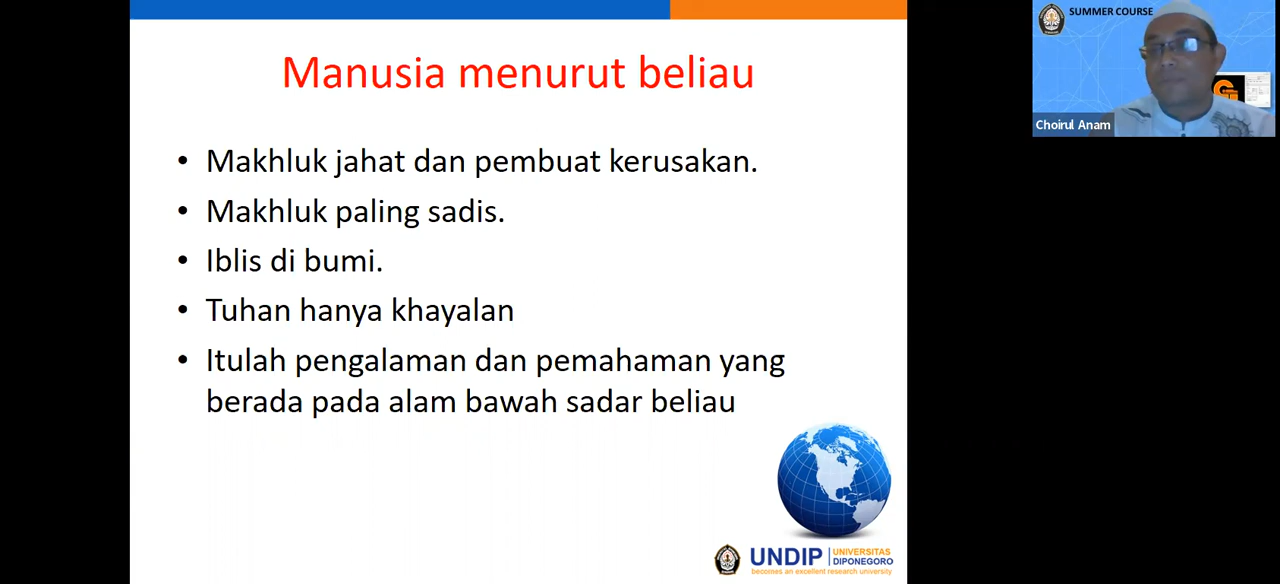 Manusia menurut beliau
• Makhluk jahat dan pembuat kerusakan.
• Makhluk paling sadis.
• Iblis di bumi.
• Tuhan hanya khayalan
• Itulah pengalaman dan pemahaman yang
berada pada alam bawah sadar beliau
UNDIP
UNIVERSITAS
DIPONEGORO
becomes an excellent research university
SUMMER COURSE
Choirul Anam